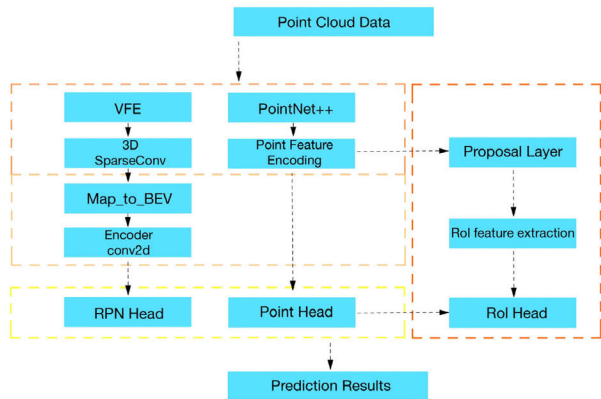 Point Cloud Data
VFE
PointNet++
3D
SparseConv
Point Feature
Encoding
Proposal Layer
Map_to_BEV
Encoder
conv2d
RoI feature extraction
RPN Head
Point Head
RoI Head
Prediction Results